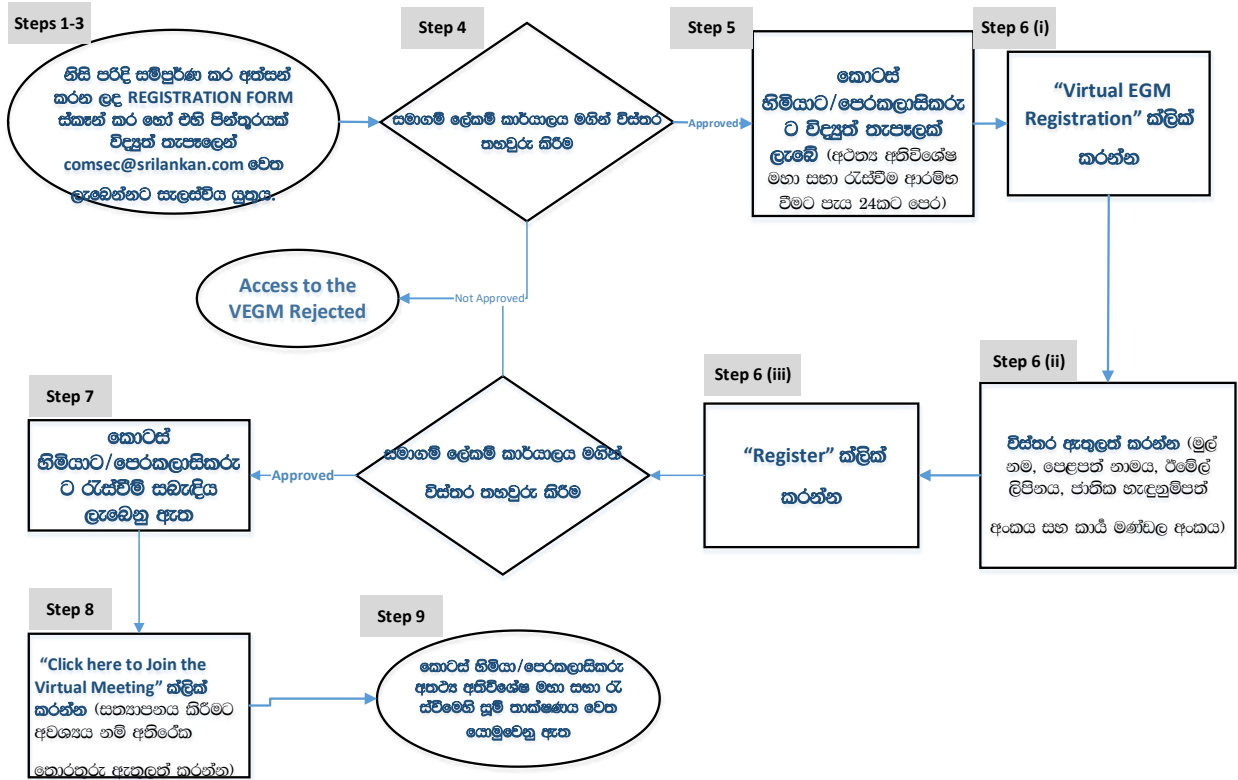 Steps 1-3
නිසි පරිදි සම්පුර්ණ කර අත්සන්
කරන ලද REGISTRATION FORM
ස්කෑන් කර හෝ එහි පින්තූරයක්
විද්‍යුත් තැපෑලෙන්
comsec@srilankan.com වෙත
ලැබෙන්නට සැලැස්විය යුතුය.
Step 4
සමාගම් ලේකම් කාර්යාලය මගින් විස්තර
තහවුරු කිරීම
Approved
Step 5
කොටස්
හිමියාට/පෙරකලාසිකරු
ට විද්‍යුත් තැපෑලක්
ලැබේ (අථත්‍ය අතිවිශේෂ
මහා සභා රැස්වීම ආරම්භ
වීමට පැය 24කට පෙර)
Step 6 (i)
“Virtual EGM
Registration” ක්ලික්
කරන්න
Access to the
VEGM Rejected
Not Approved
Step 6 (ii)
විස්තර ඇතුලත් කරන්න (මුල්
නම, පෙළපත් නාමය, ඊමේල්
ලිපිනය, ජාතික හැඳුනුම්පත්
අංකය සහ කාර්ය මණ්ඩල අංකය)
Step 6 (iii)
“Register” ක්ලික්
කරන්න
සමාගම් ලේකම් කාර්යාලය මගින්
විස්තර තහවුරු කිරීම
Approved
Step 7
කොටස්
හිමියාට/පෙරකලාසිකරු
ට රැස්වීම් සබැඳිය
ලැබෙනු ඇත
Step 8
“Click here to Join the
Virtual Meeting” ක්ලික්
කරන්න (සත්‍යාපනය කිරීමට
අවශ්‍යය නම් අතිරේක
තොරතුරු ඇතුලත් කරන්න)
Step 9
කොටස් හිමියා/පෙරකලාසිකරු
අතථ්‍ය අතිවිශේෂ මහා සභා රැ
ස්වීමෙහි සූම් තාක්ෂණය වෙත
යොමුවෙනු ඇත